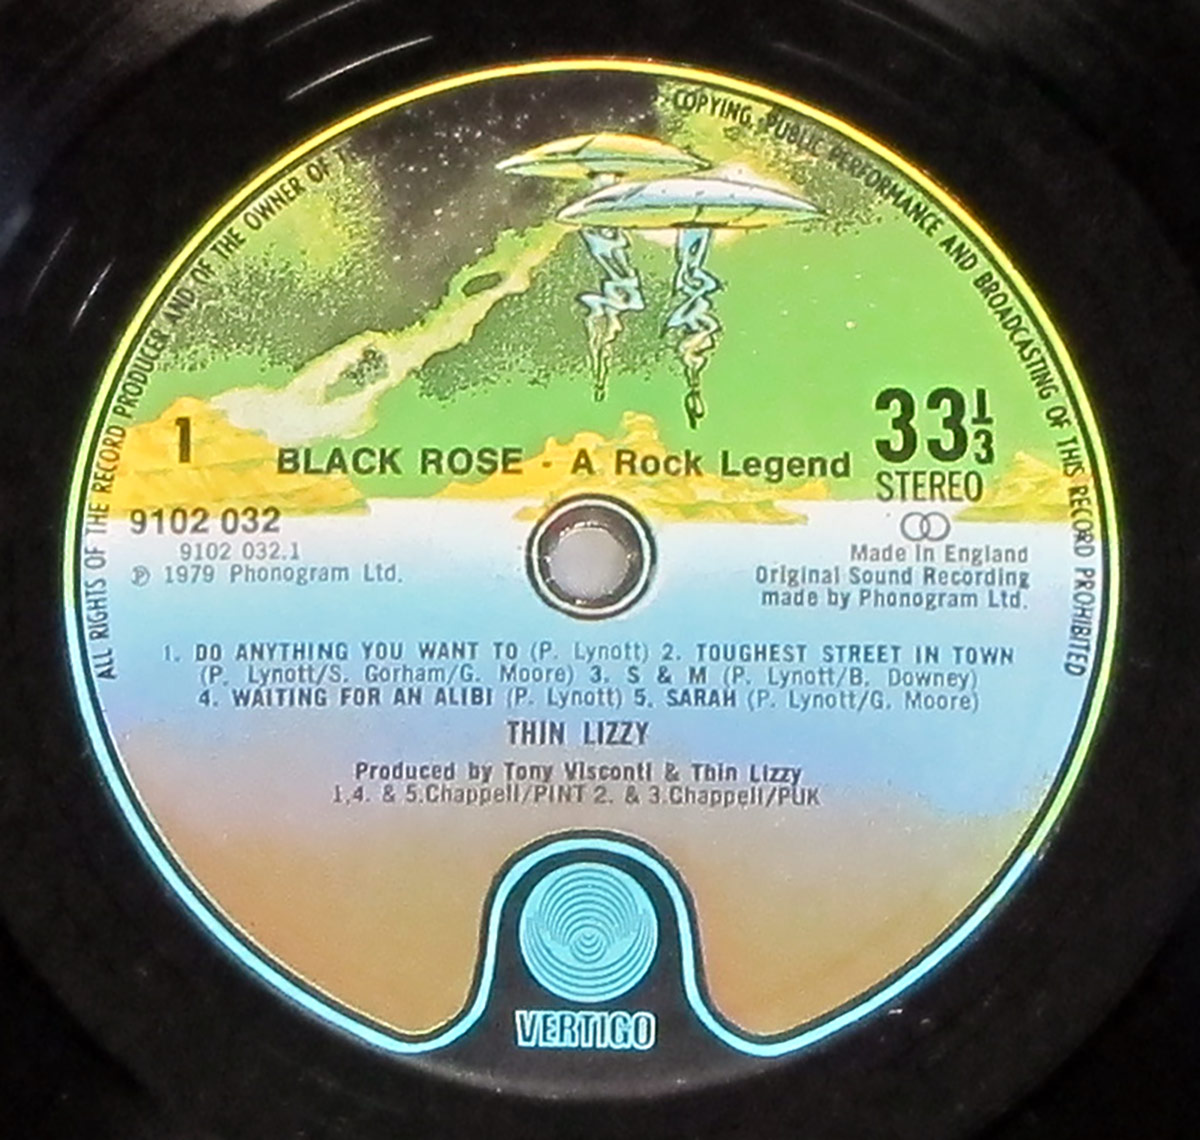 ALL RIGHTS OF THE RECORD PRODUCER AND OF THE OWNER OF
COPYING, PUBLIC PERFORMANCE AND BROADCASTING OF THIS RECORD PROHIBITED
1
BLACK ROSE - A Rock Legend
33 1/3
STEREO
9102 032
9102 032.1
℗ 1979 Phonogram Ltd.
Made in England
Original Sound Recording
made by Phonogram Ltd.
1. DO ANYTHING YOU WANT TO (P. Lynott) 2. TOUGHEST STREET IN TOWN
(P. Lynott/S. Gorham/G. Moore) 3. S & M (P. Lynott/B. Downey)
4. WAITING FOR AN ALIBI (P. Lynott) 5. SARAH (P. Lynott/G. Moore)
THIN LIZZY
Produced by Tony Visconti & Thin Lizzy
1,4. & 5.Chappell/PINT 2. & 3.Chappell/PUK
VERTIGO